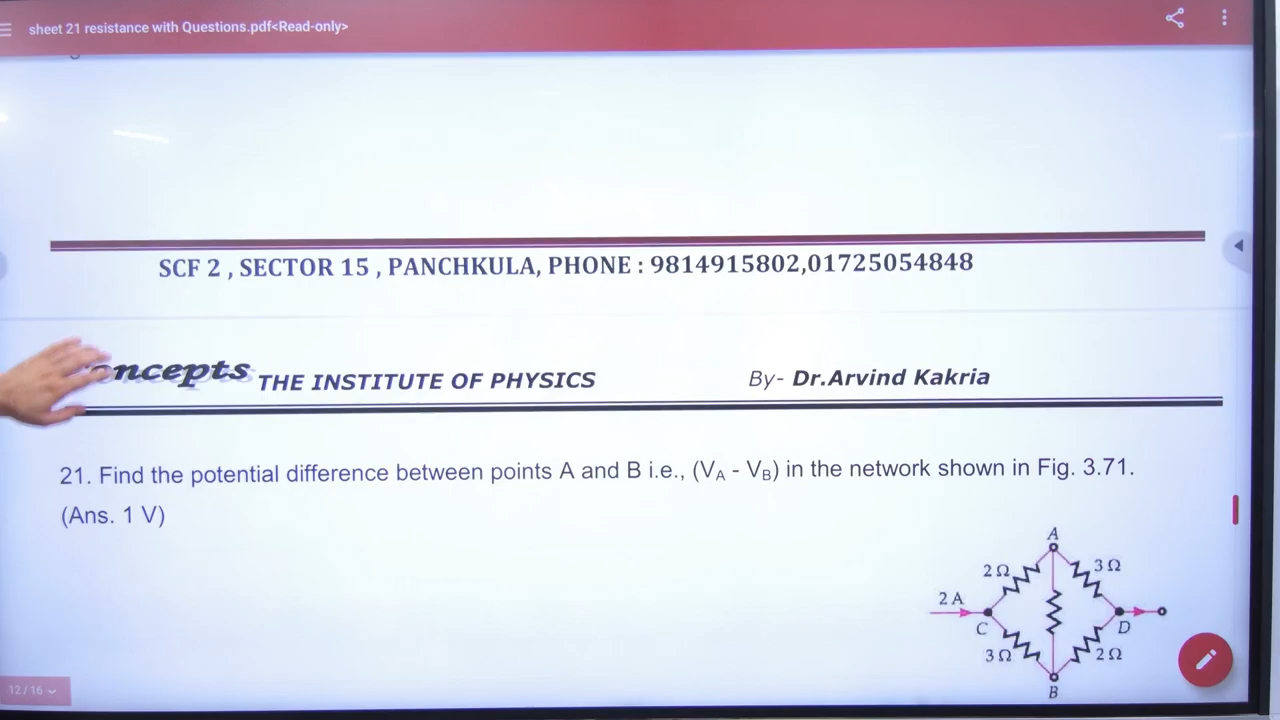 sheet 21 resistance with Questions.pdf<Read-only>
SCF 2 , SECTOR 15 , PANCHKULA, PHONE : 9814915802,01725054848
ncepts THE INSTITUTE OF PHYSICS By- Dr.Arvind Kakria
21. Find the potential difference between points A and B i.e., (VA - VB) in the network shown in Fig. 3.71.
(Ans. 1 V)
A
2 Ω 3 Ω
2 A
C D
3 Ω 2 Ω
B
12 / 16